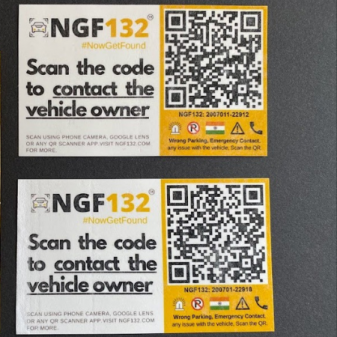 NGF132
#NowGetFound
Scan the code
to contact the
vehicle owner
SCAN USING PHONE CAMERA, GOOGLE LENS
OR ANY QR SCANNER APP. VISIT NGF132.COM
FOR MORE.
NGF132: 2007011-22912
Wrong Parking, Emergency Contact,
any issue with the vehicle. Scan the QR.
NGF132
#NowGetFound
Scan the code
to contact the
vehicle owner
SCAN USING PHONE CAMERA, GOOGLE LENS
OR ANY QR SCANNER APP. VISIT NGF132.COM
FOR MORE.
NGF132:
Wrong Parking, Emergency Contact,
any issue with the vehicle. Scan the QR.